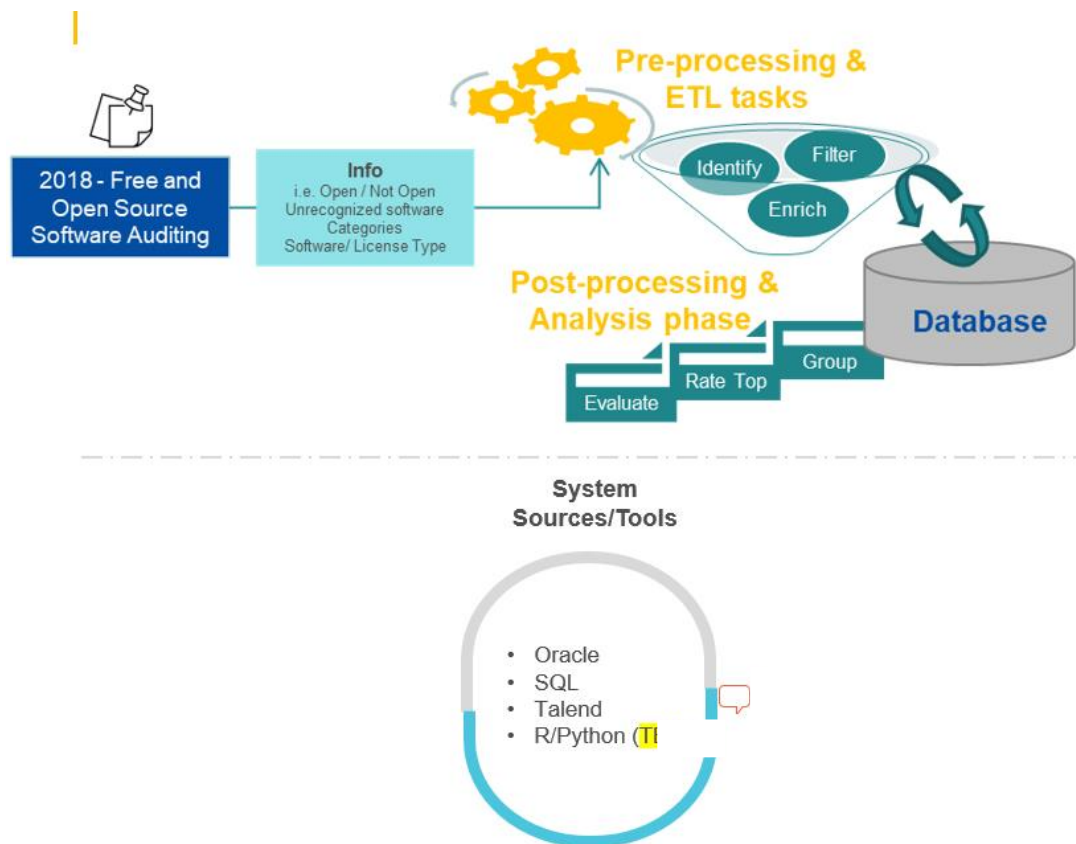 Pre-processing &
ETL tasks
2018 - Free and
Open Source
Software Auditing
Info
i.e. Open / Not Open
Unrecognized software
Categories
Software/ License Type
Identify
Filter
Enrich
Post-processing &
Analysis phase
Database
Group
Rate Top
Evaluate
System
Sources/Tools
• Oracle
• SQL
• Talend
• R/Python (